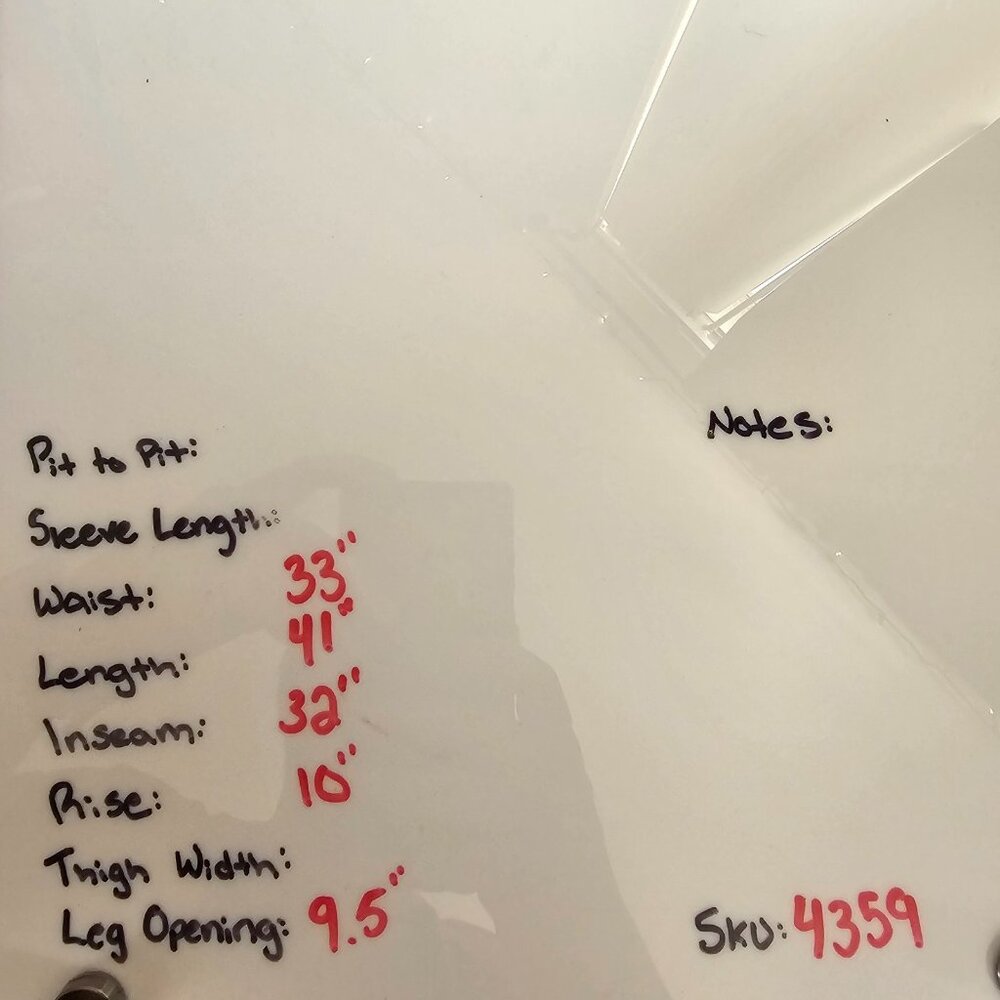 Notes:
Pit to Pit:
Sleeve Length:
Waist: 33"
Length: 41"
Inseam: 32"
Rise: 10"
Thigh Width:
Leg Opening: 9.5"
SKU: 4359